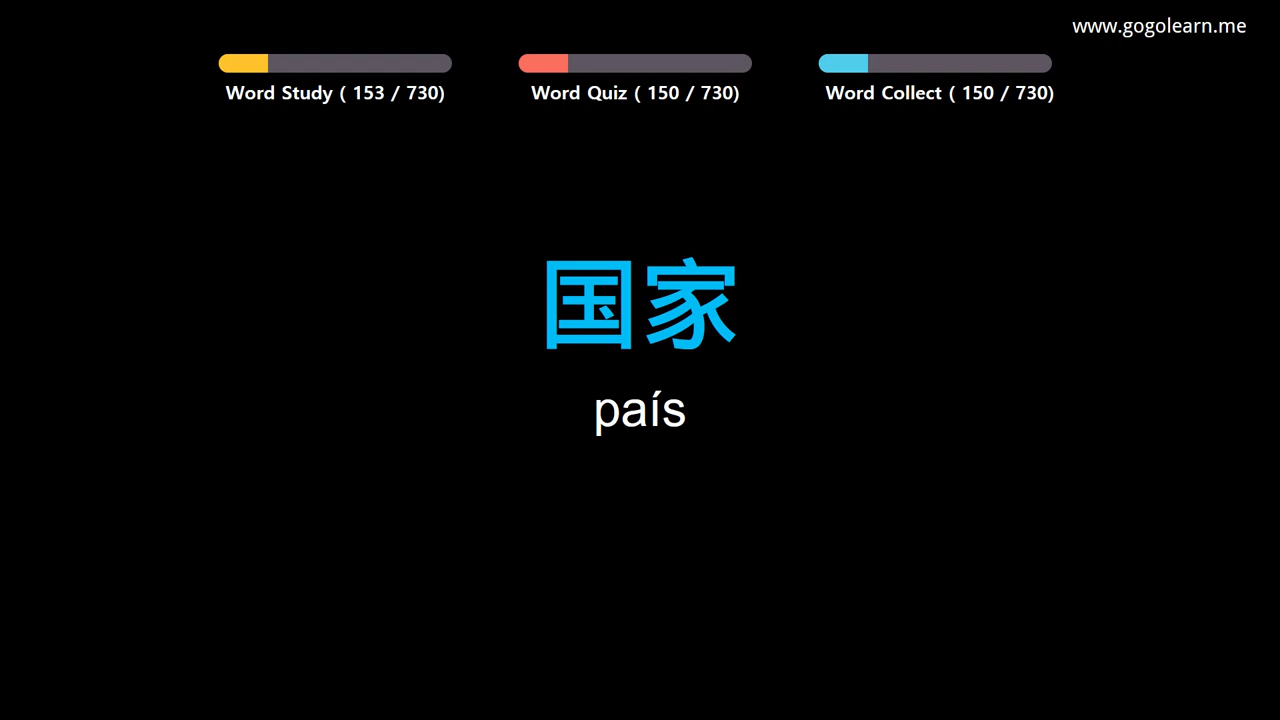 www.gogolearn.me
Word Study ( 153 / 730)
Word Quiz ( 150 / 730)
Word Collect ( 150 / 730)
国家
país